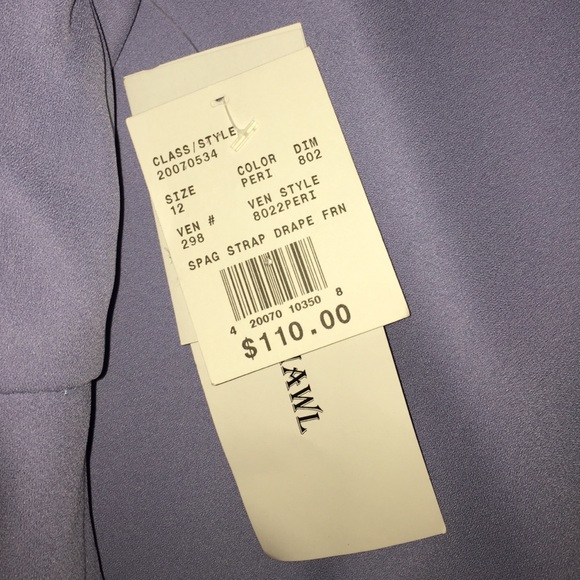 CLASS/STYLE
20070534
COLOR DIM
PERI 802
SIZE
12
VEN # VEN STYLE
298 8022PERI
SPAG STRAP DRAPE FRN
4 20070 10350 8
$110.00